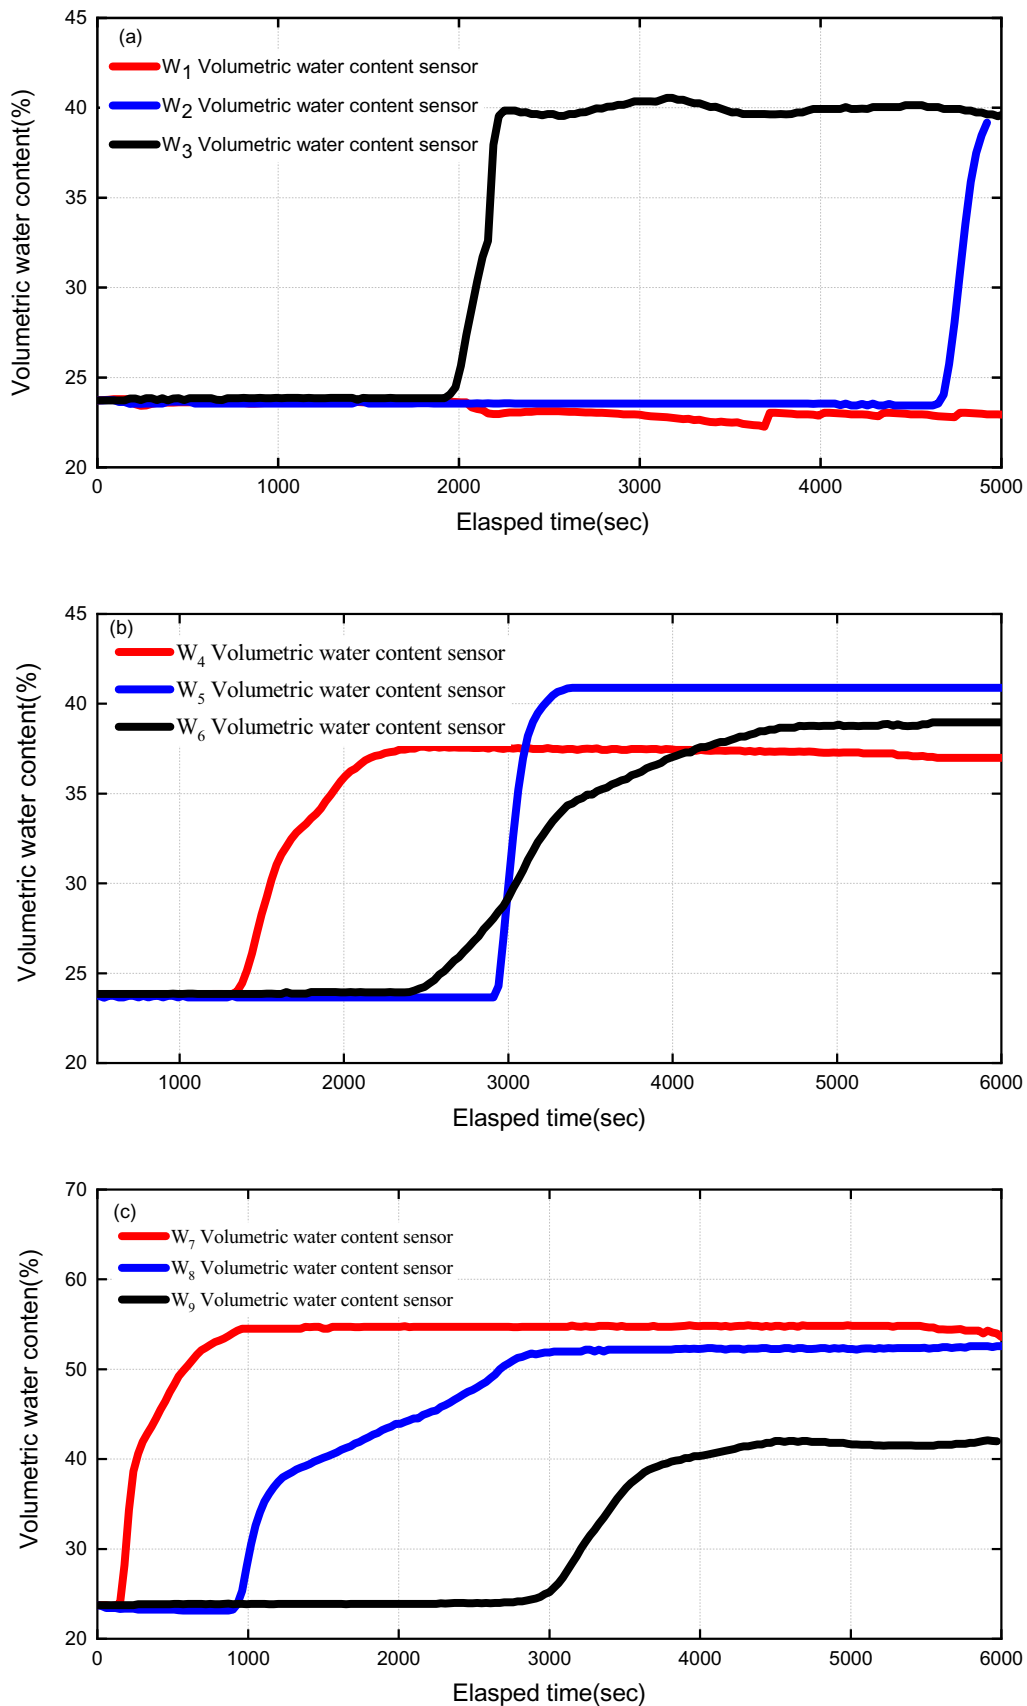 45
(a)
W1 Volumetric water content sensor
40
W2 Volumetric water content sensor
W3 Volumetric water content sensor
35
30
25
20
Volumetric water content(%)
0 1000 2000 3000 4000 5000
Elasped time(sec)
45
(b)
W4 Volumetric water content sensor
W5 Volumetric water content sensor
40
W6 Volumetric water content sensor
35
30
25
20
Volumetric water content(%)
1000 2000 3000 4000 5000 6000
Elasped time(sec)
70
(c)
W7 Volumetric water content sensor
W8 Volumetric water content sensor
60
W9 Volumetric water content sensor
50
40
30
20
Volumetric water conten(%)
0 1000 2000 3000 4000 5000 6000
Elasped time(sec)